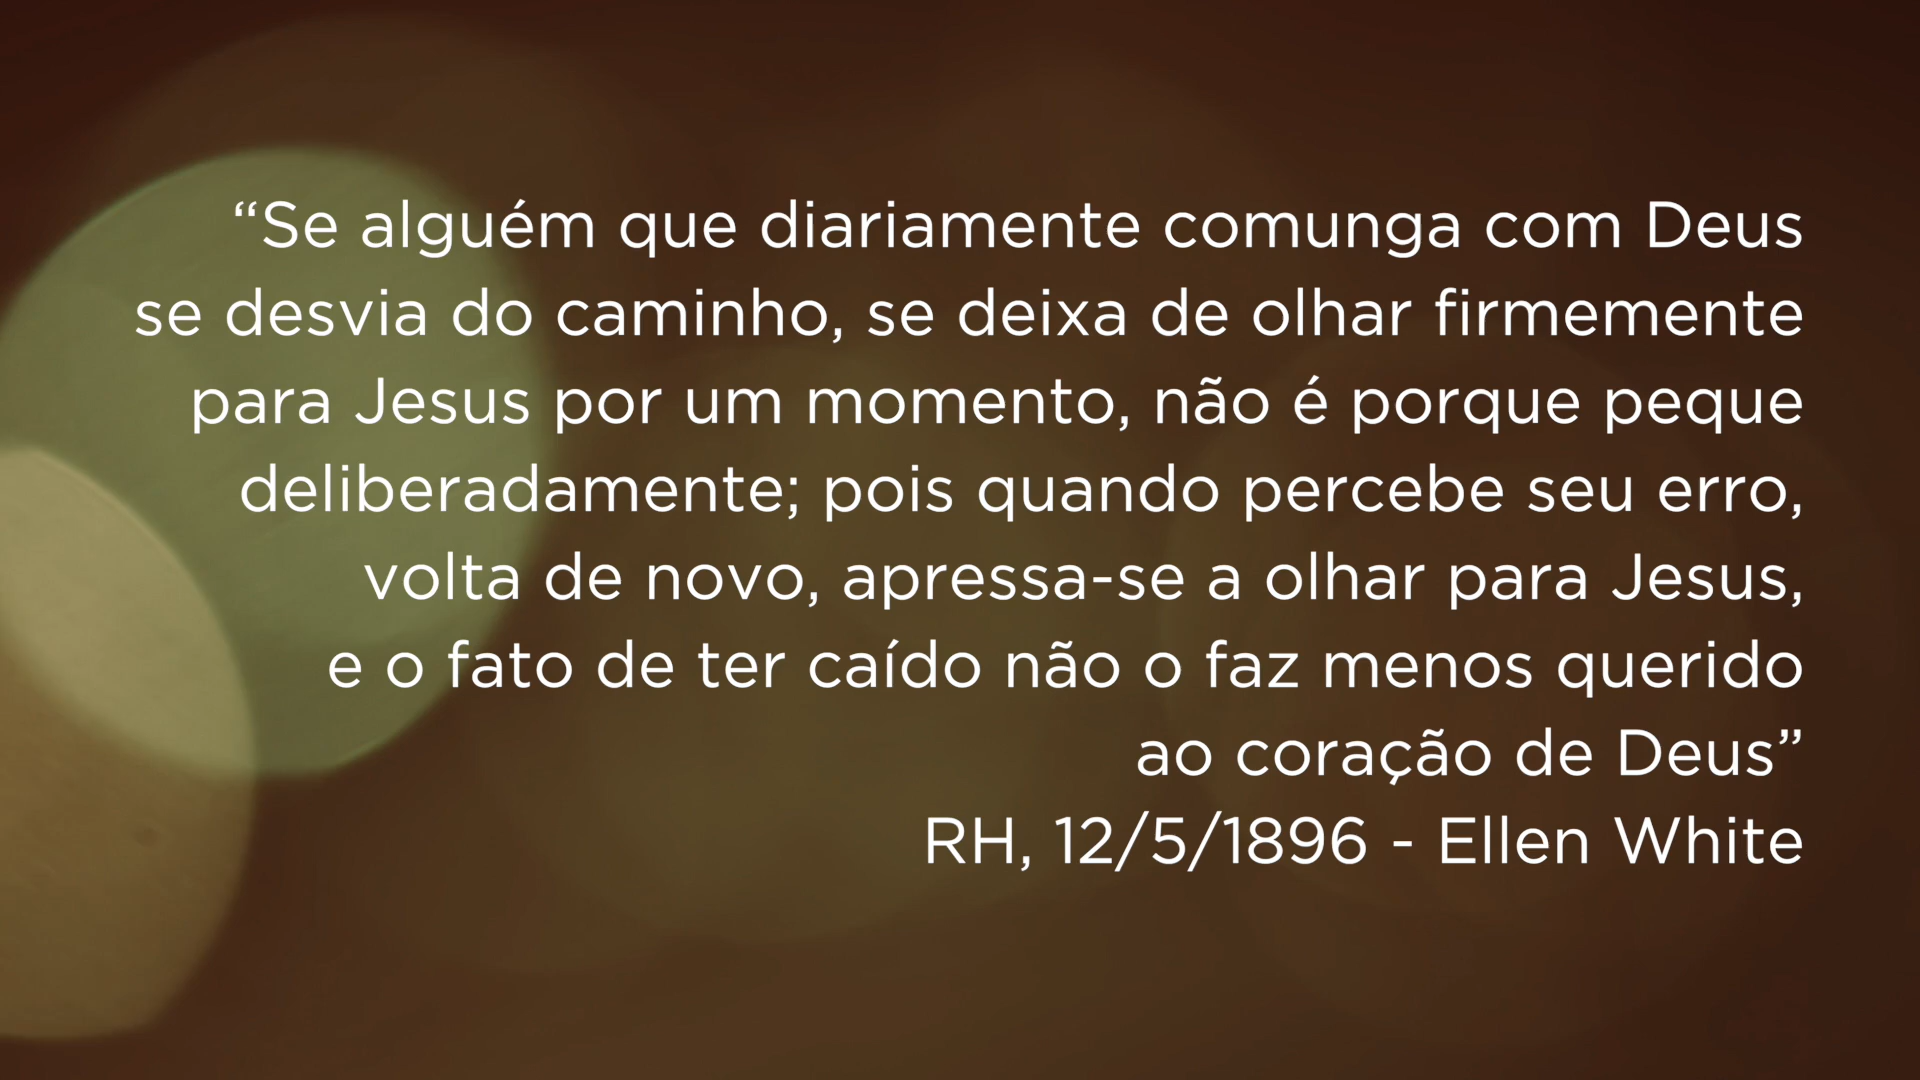 “Se alguém que diariamente comunga com Deus
se desvia do caminho, se deixa de olhar firmemente
para Jesus por um momento, não é porque peque
deliberadamente; pois quando percebe seu erro,
volta de novo, apressa-se a olhar para Jesus,
e o fato de ter caído não o faz menos querido
ao coração de Deus”
RH, 12/5/1896 - Ellen White